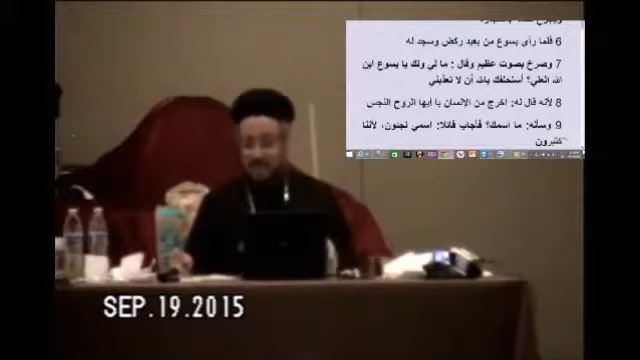 6 فلما رأى يسوع من بعيد ركض وسجد له
7 وصرخ بصوت عظيم وقال : ما لي ولك يا يسوع ابن
الله العلي؟ أستحلفك بالله أن لا تعذبني
8 لأنه قال له: اخرج من الإنسان يا أيها الروح النجس
9 وسأله: ما اسمك؟ فأجاب قائلا: اسمي لجئون، لأننا
كثيرون
SEP.19.2015